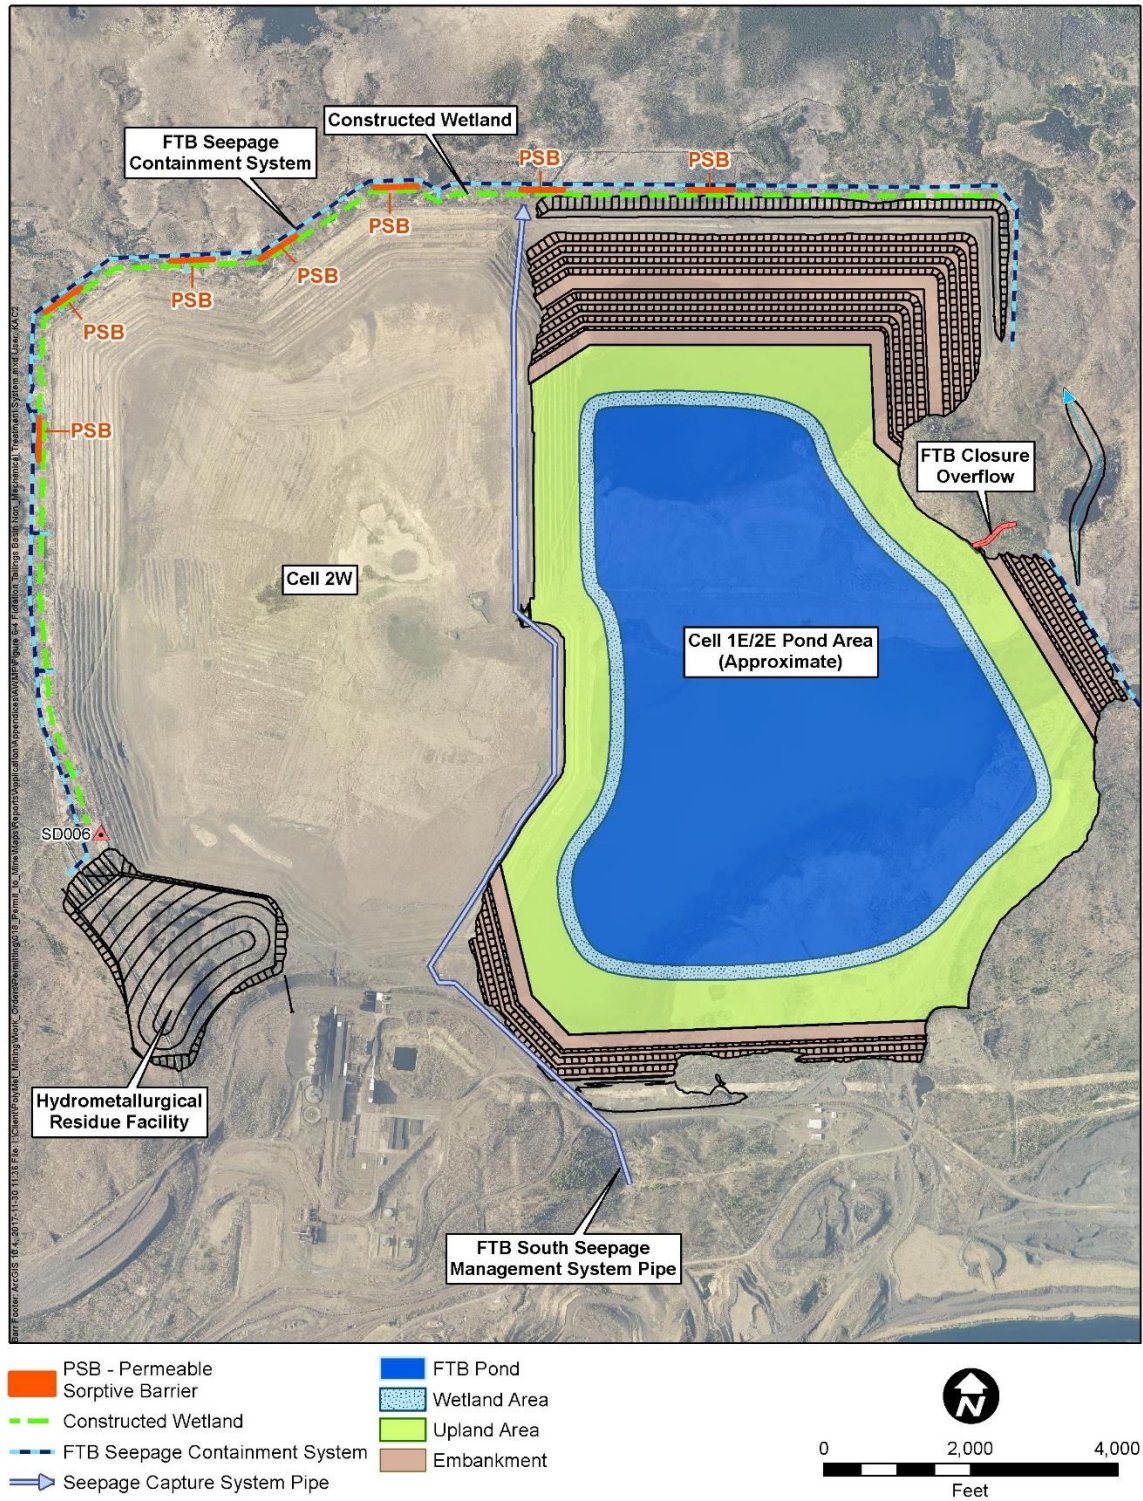 Constructed Wetland
FTB Seepage
Containment System
PSB
PSB
PSB
PSB
PSB
PSB
PSB
FTB Closure
Overflow
Cell 2W
Cell 1E/2E Pond Area
(Approximate)
SD006
Hydrometallurgical
Residue Facility
FTB South Seepage
Management System Pipe
PSB - Permeable
Sorptive Barrier
Constructed Wetland
FTB Seepage Containment System
Seepage Capture System Pipe
FTB Pond
Wetland Area
Upland Area
Embankment
N
0
2,000
4,000
Feet